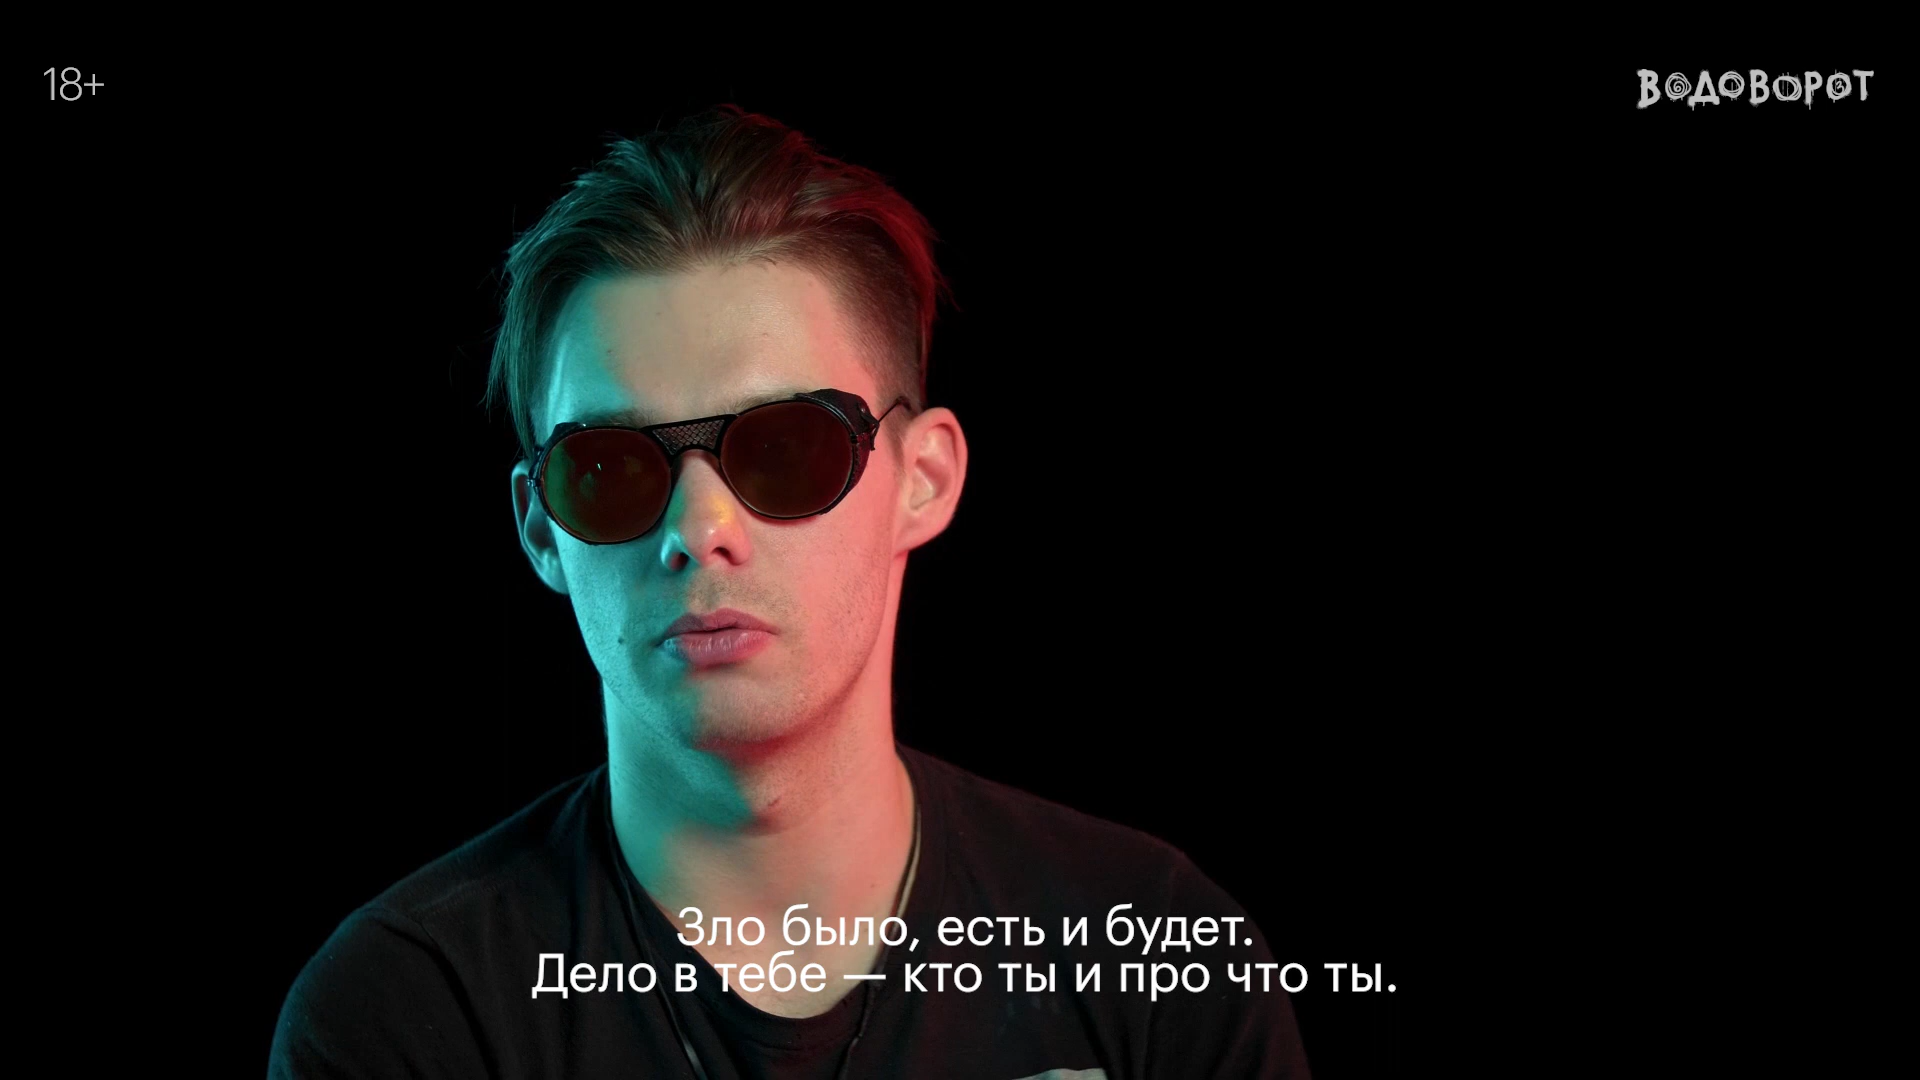 18+
ВОДОВОРОТ
Зло было, есть и будет.
Дело в тебе — кто ты и про что ты.